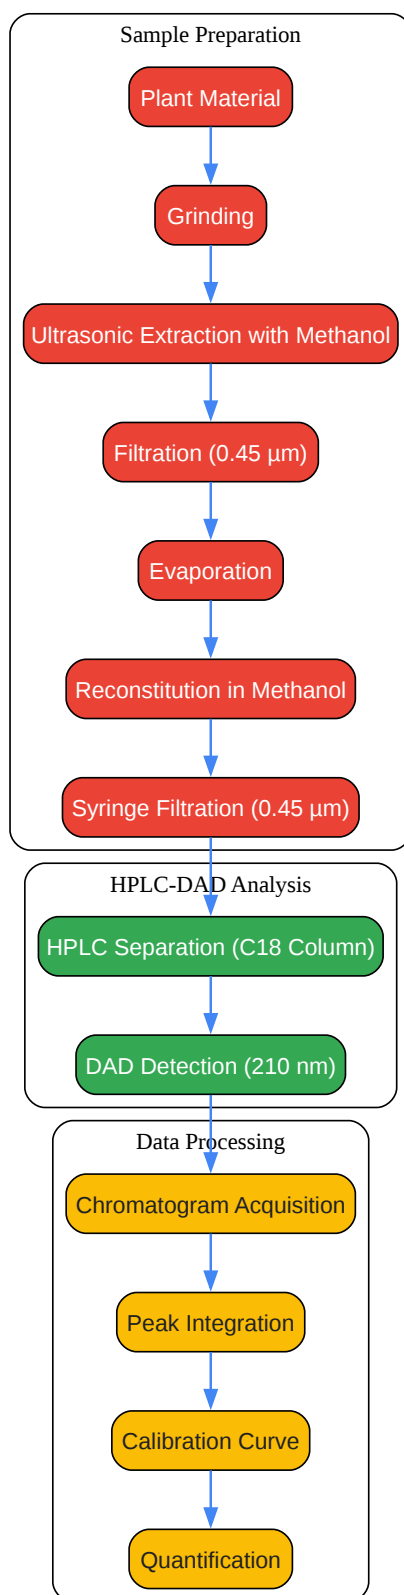 Sample Preparation
Plant Material
Grinding
Ultrasonic Extraction with Methanol
Filtration (0.45 µm)
Evaporation
Reconstitution in Methanol
Syringe Filtration (0.45 µm)
HPLC-DAD Analysis
HPLC Separation (C18 Column)
DAD Detection (210 nm)
Data Processing
Chromatogram Acquisition
Peak Integration
Calibration Curve
Quantification